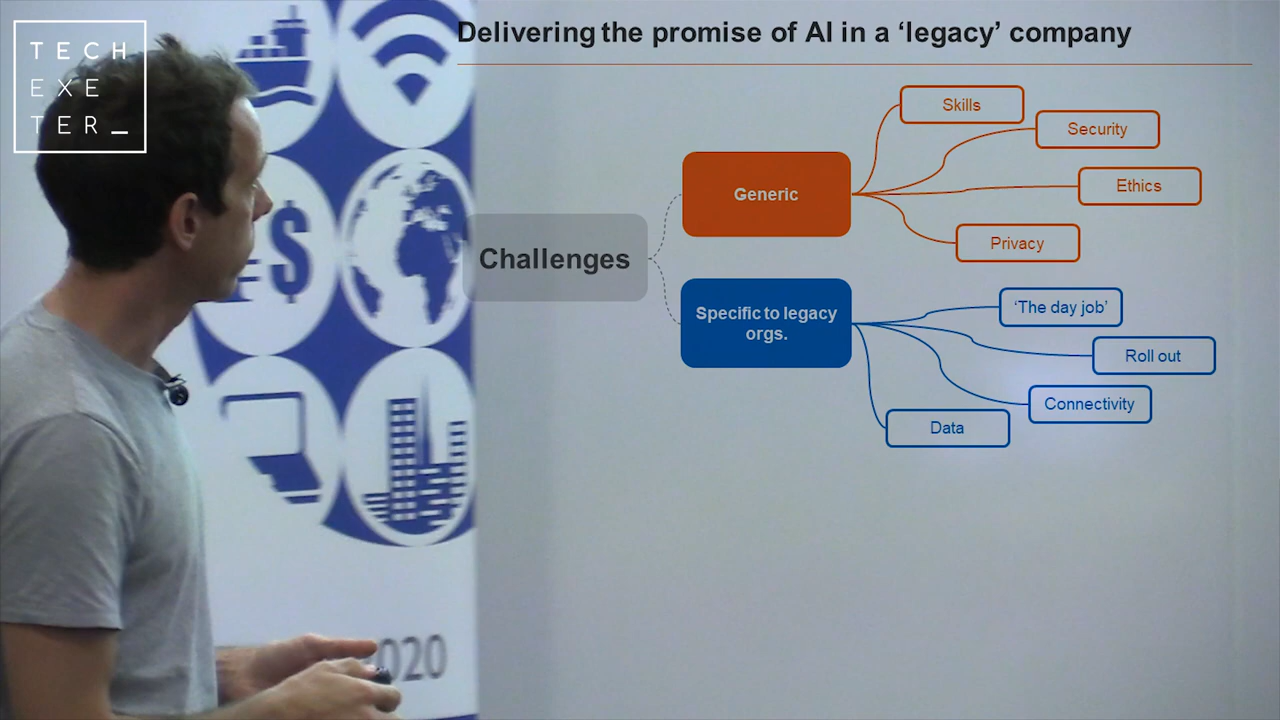 TECH
EXE
TER_
Delivering the promise of AI in a ‘legacy’ company
Challenges
Generic
Skills
Security
Ethics
Privacy
Specific to legacy
orgs.
‘The day job’
Roll out
Connectivity
Data
$
020